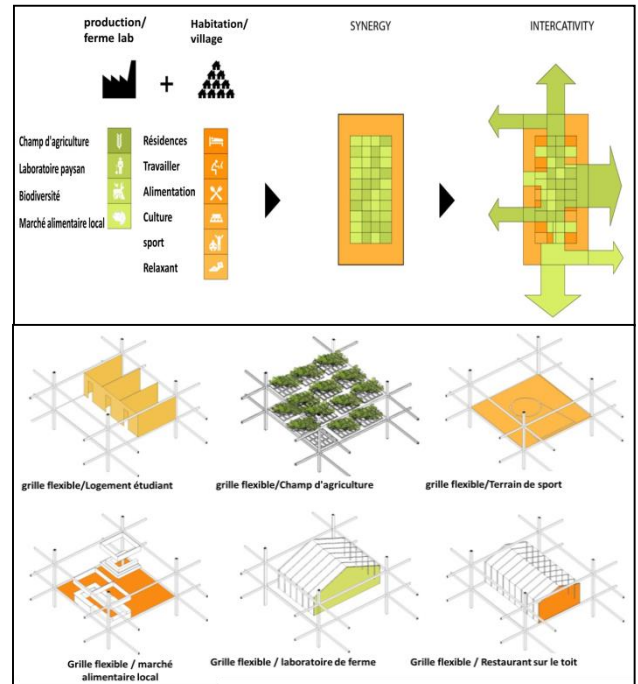 production/
ferme lab
Habitation/
village
SYNERGY
INTERCATIVITY
+
Champ d'agriculture
Laboratoire paysan
Biodiversité
Marché alimentaire local
Résidences
Travailler
Alimentation
Culture
sport
Relaxant
grille flexible/Logement étudiant
grille flexible/Champ d'agriculture
grille flexible/Terrain de sport
Grille flexible / marché
alimentaire local
Grille flexible / laboratoire de ferme
Grille flexible / Restaurant sur le toit